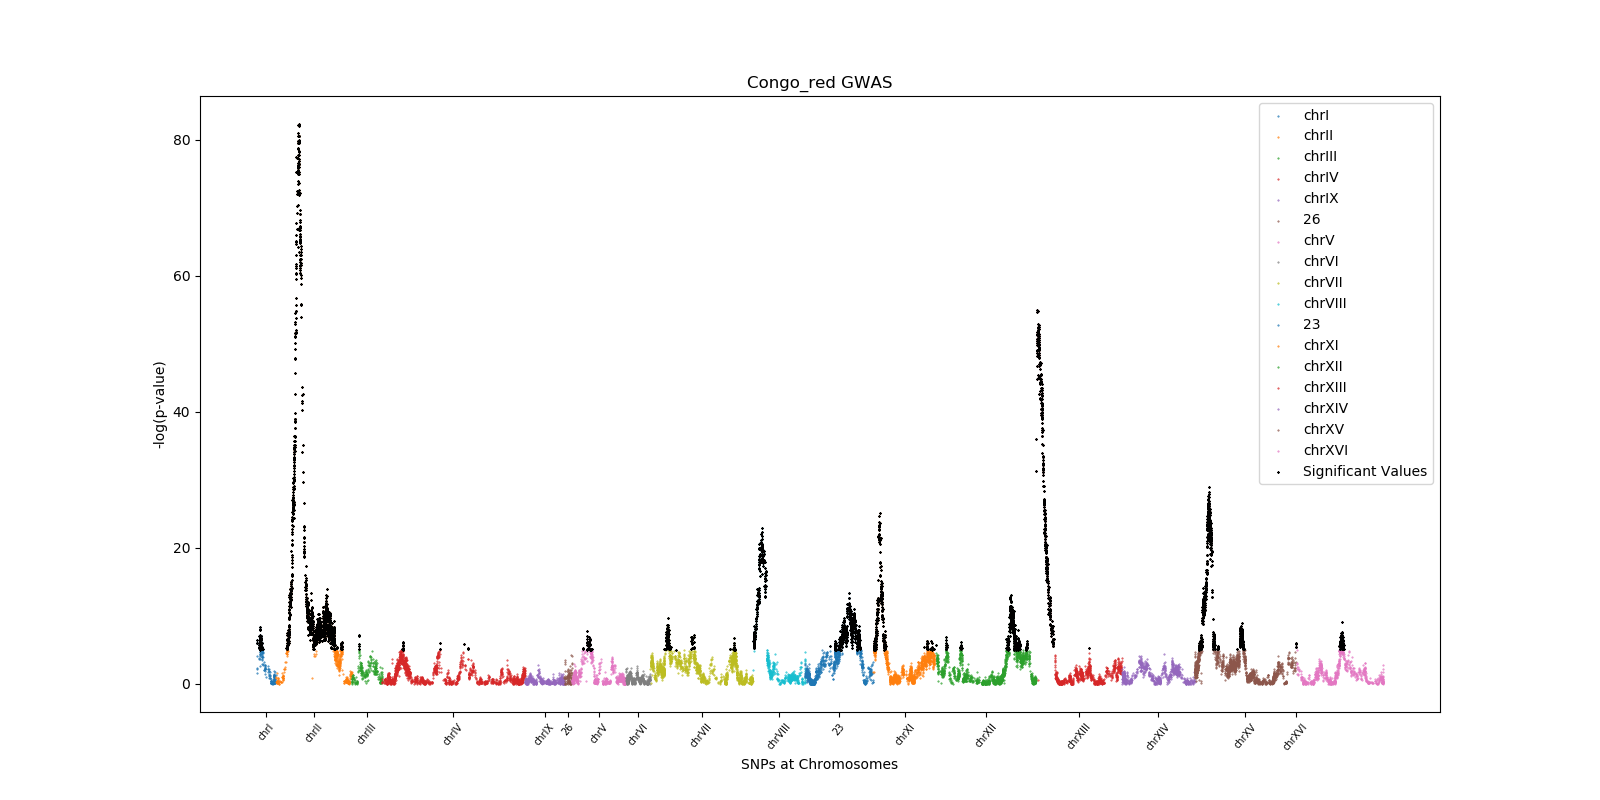 Congo_red GWAS
-log(p-value)
80
60
40
20
0
chrI
chrII
chrIII
chrIV
chrIX
26
chrV
chrVI
chrVII
chrVIII
23
chrXI
chrXII
chrXIII
chrXIV
chrXV
chrXVI
Significant Values
chrI chrII chrIII chrIV chrIX 26 chrV chrVI chrVII chrVIII 23 chrXI chrXII chrXIII chrXIV chrXV chrXVI
SNPs at Chromosomes